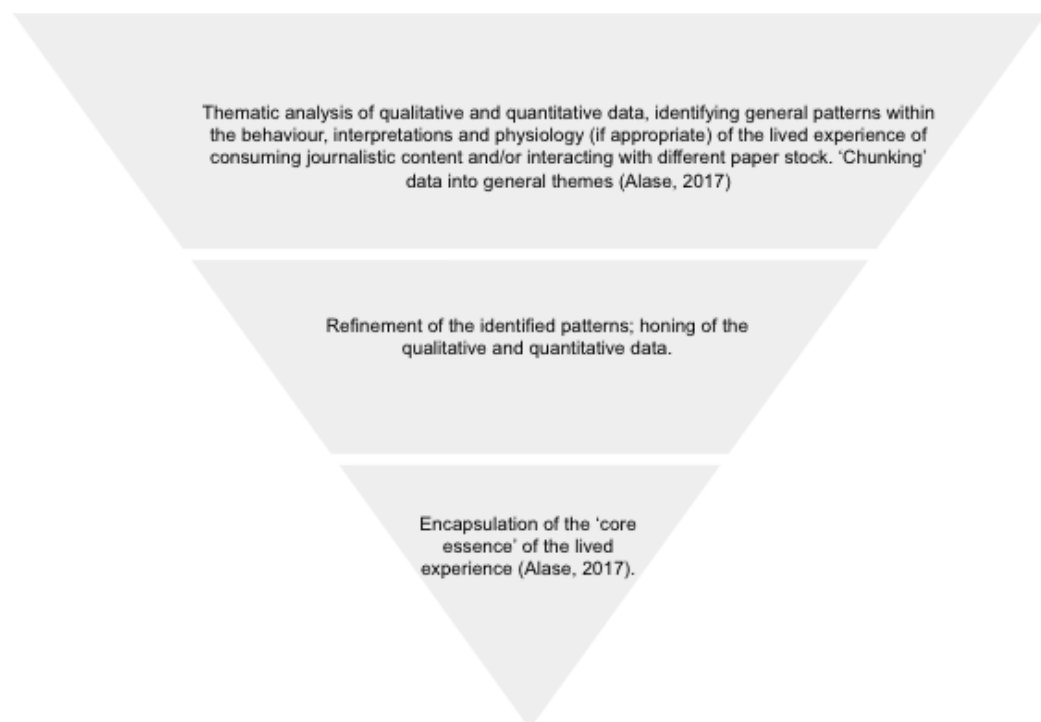 Thematic analysis of qualitative and quantitative data, identifying general patterns within
the behaviour, interpretations and physiology (if appropriate) of the lived experience of
consuming journalistic content and/or interacting with different paper stock. ‘Chunking’
data into general themes (Alase, 2017)
Refinement of the identified patterns; honing of the
qualitative and quantitative data.
Encapsulation of the ‘core
essence’ of the lived
experience (Alase, 2017).